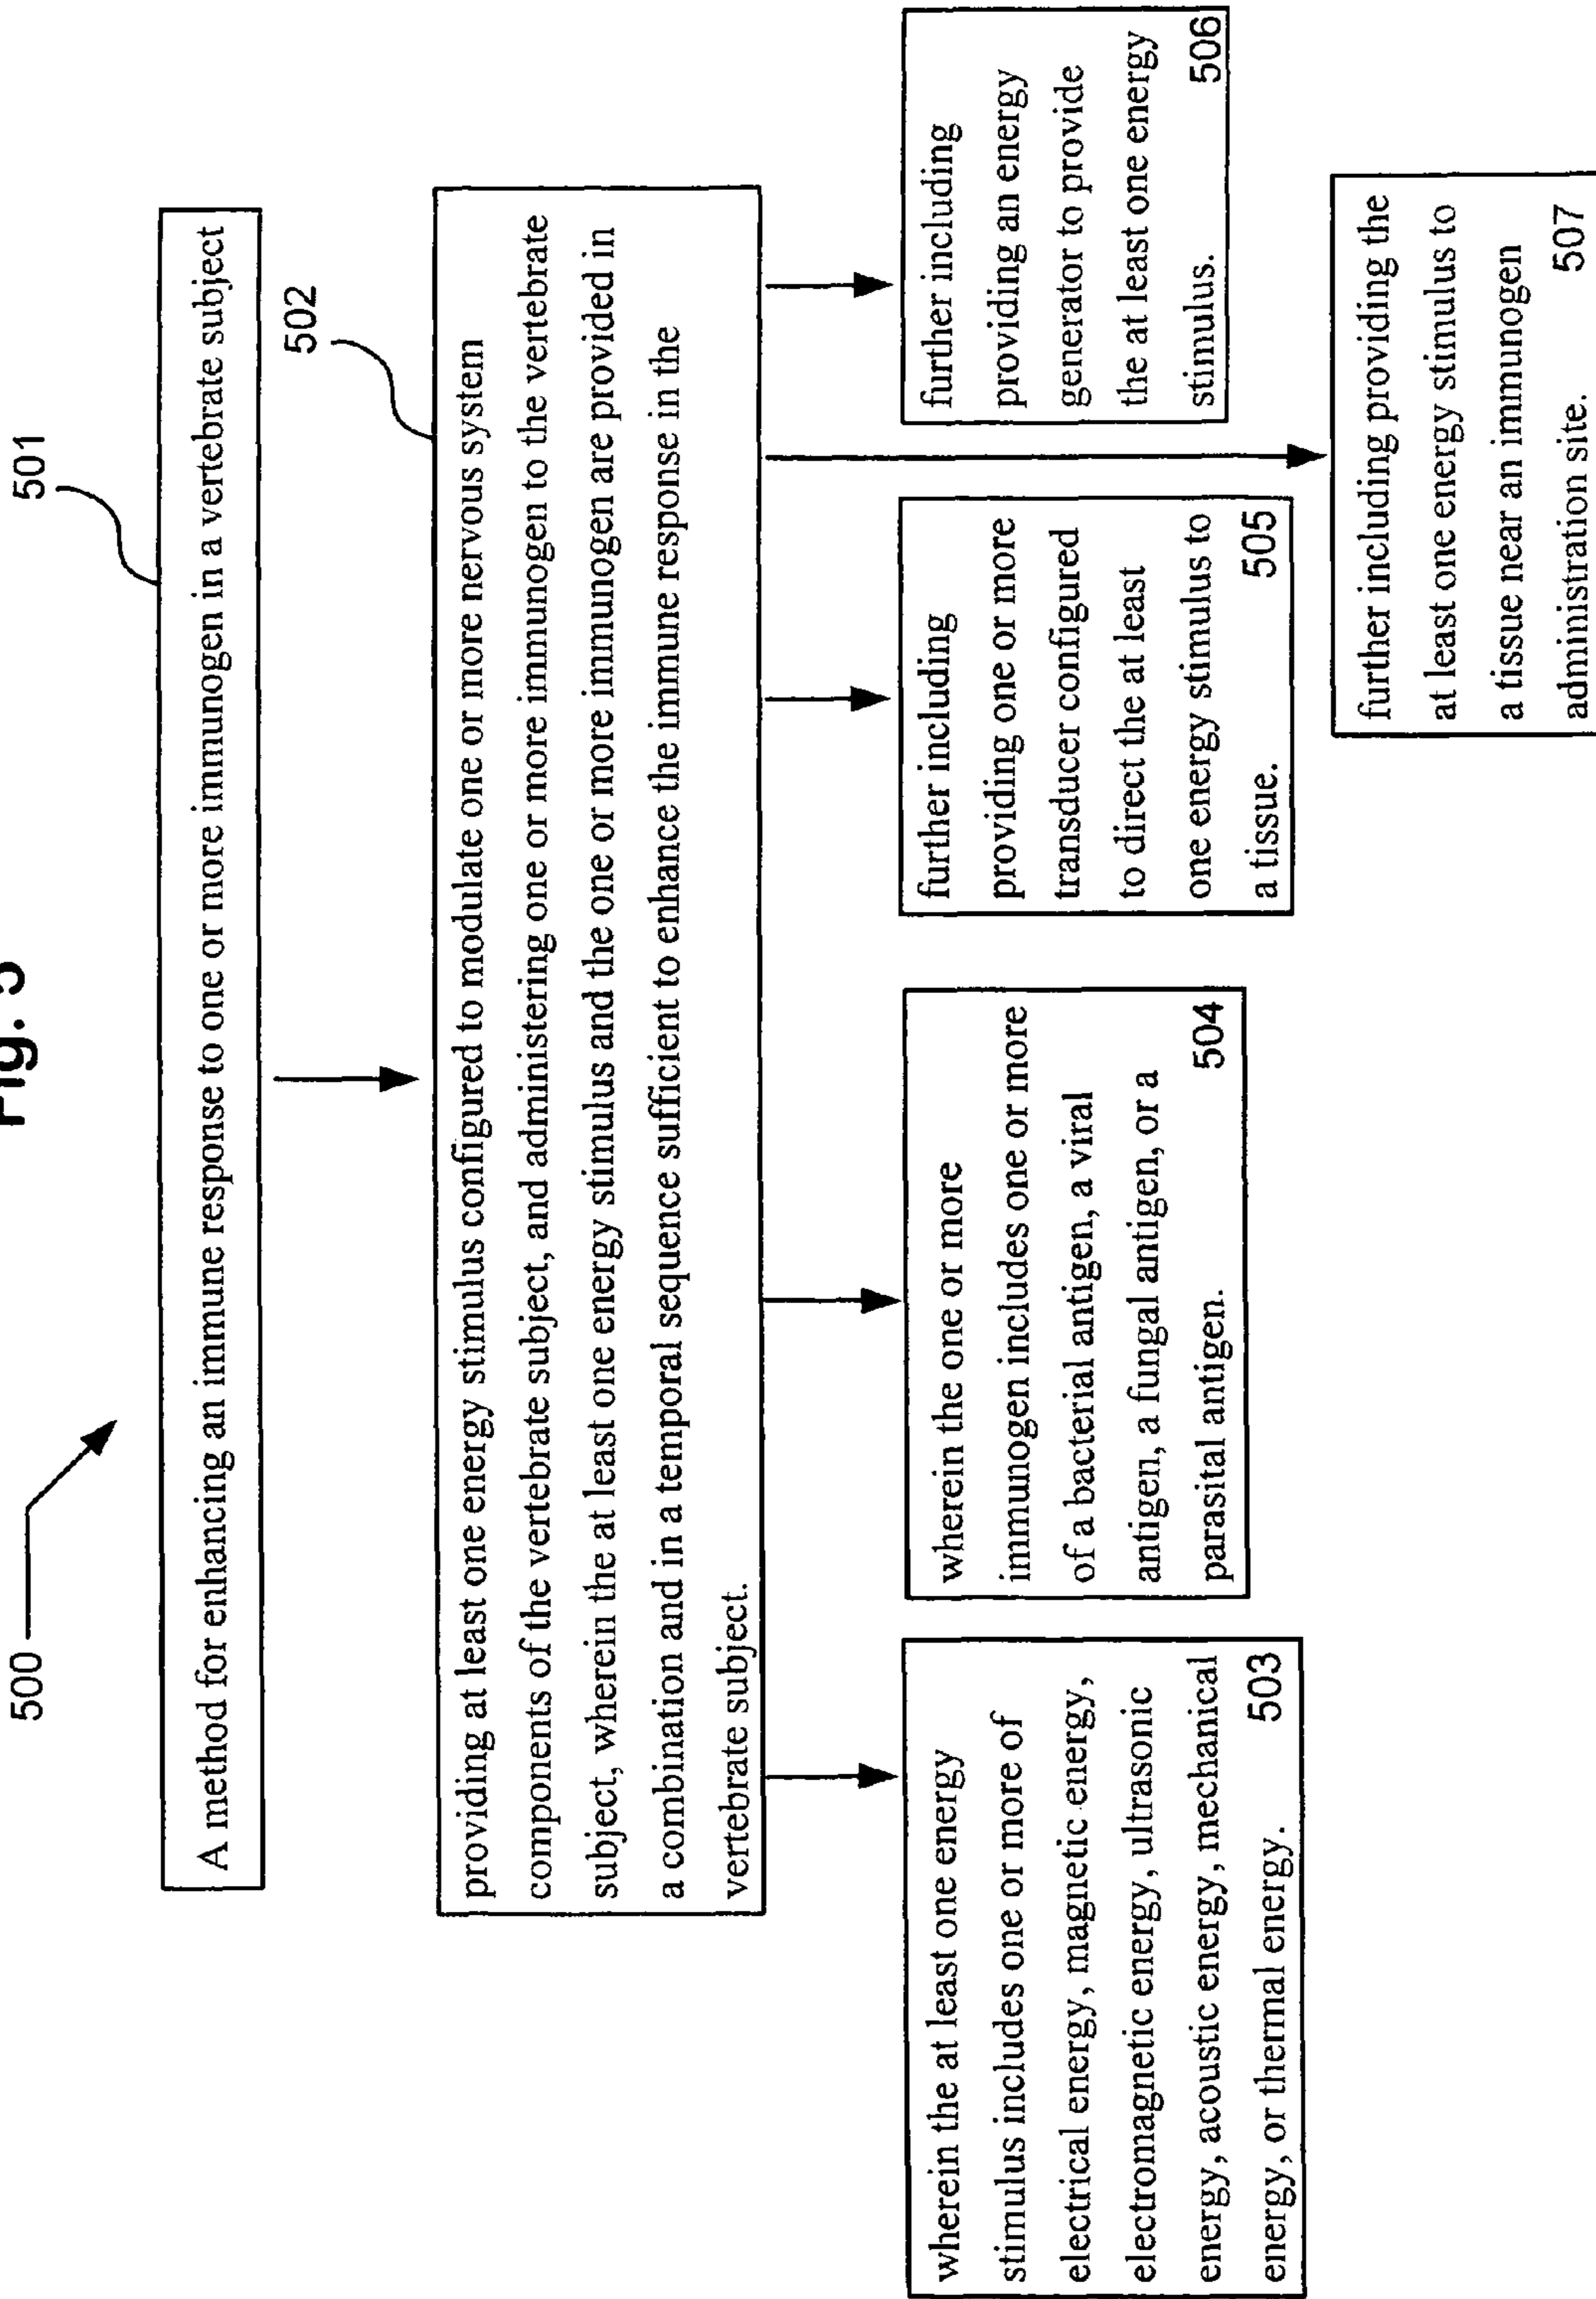 Fig. 5
500
501
A method for enhancing an immune response to one or more immunogen in a vertebrate subject
502
providing at least one energy stimulus configured to modulate one or more nervous system
components of the vertebrate subject, and administering one or more immunogen to the vertebrate
subject, wherein the at least one energy stimulus and the one or more immunogen are provided in
a combination and in a temporal sequence sufficient to enhance the immune response in the
vertebrate subject.
wherein the at least one energy
stimulus includes one or more of
electrical energy, magnetic energy,
electromagnetic energy, ultrasonic
energy, acoustic energy, mechanical
energy, or thermal energy.
503
wherein the one or more
immunogen includes one or more
of a bacterial antigen, a viral
antigen, a fungal antigen, or a
parasital antigen.
504
further including
providing one or more
transducer configured
to direct the at least
one energy stimulus to
a tissue.
505
further including
providing an energy
generator to provide
the at least one energy
stimulus.
506
further including providing the
at least one energy stimulus to
a tissue near an immunogen
administration site.
507